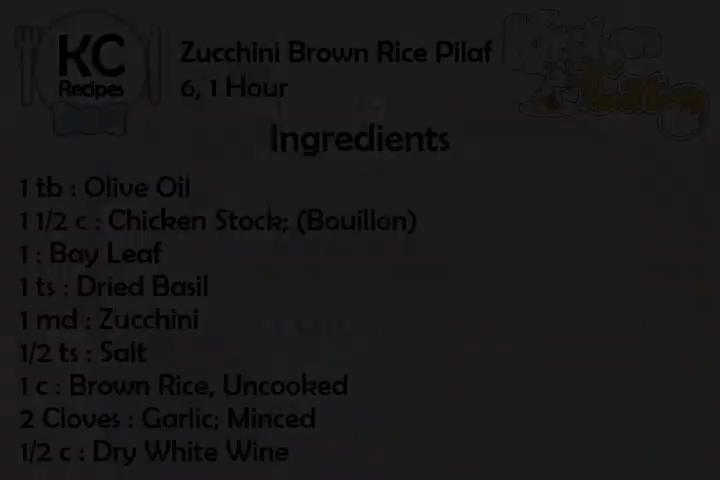 KC
Recipes
Zucchini Brown Rice Pilaf
6, 1 Hour
Kitchen
Cat
Ingredients
1 tb : Olive Oil
1 1/2 c : Chicken Stock; (Bouillon)
1 : Bay Leaf
1 ts : Dried Basil
1 md : Zucchini
1/2 ts : Salt
1 c : Brown Rice, Uncooked
2 Cloves : Garlic; Minced
1/2 c : Dry White Wine